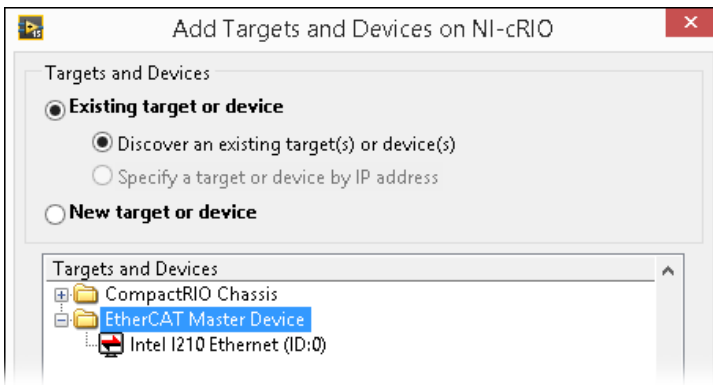 Add Targets and Devices on NI-cRIO
Targets and Devices
Existing target or device
Discover an existing target(s) or device(s)
Specify a target or device by IP address
New target or device
Targets and Devices
CompactRIO Chassis
EtherCAT Master Device
Intel I210 Ethernet (ID:0)